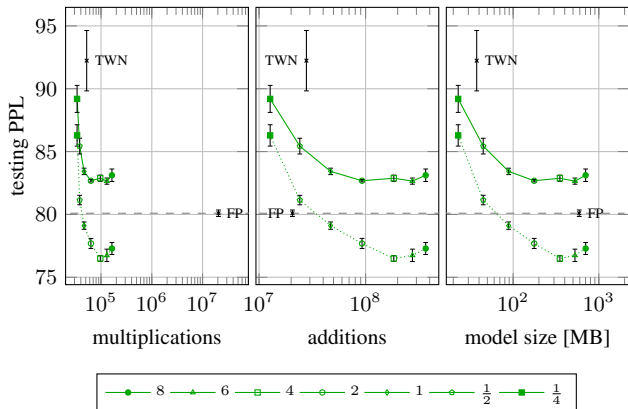 95
90
85
80
75
testing PPL
TWN
FP
10^5 10^6 10^7
multiplications
TWN
FP
10^7 10^8
additions
TWN
FP
10^2 10^3
model size [MB]
8 6 4 2 1 1/2 1/4